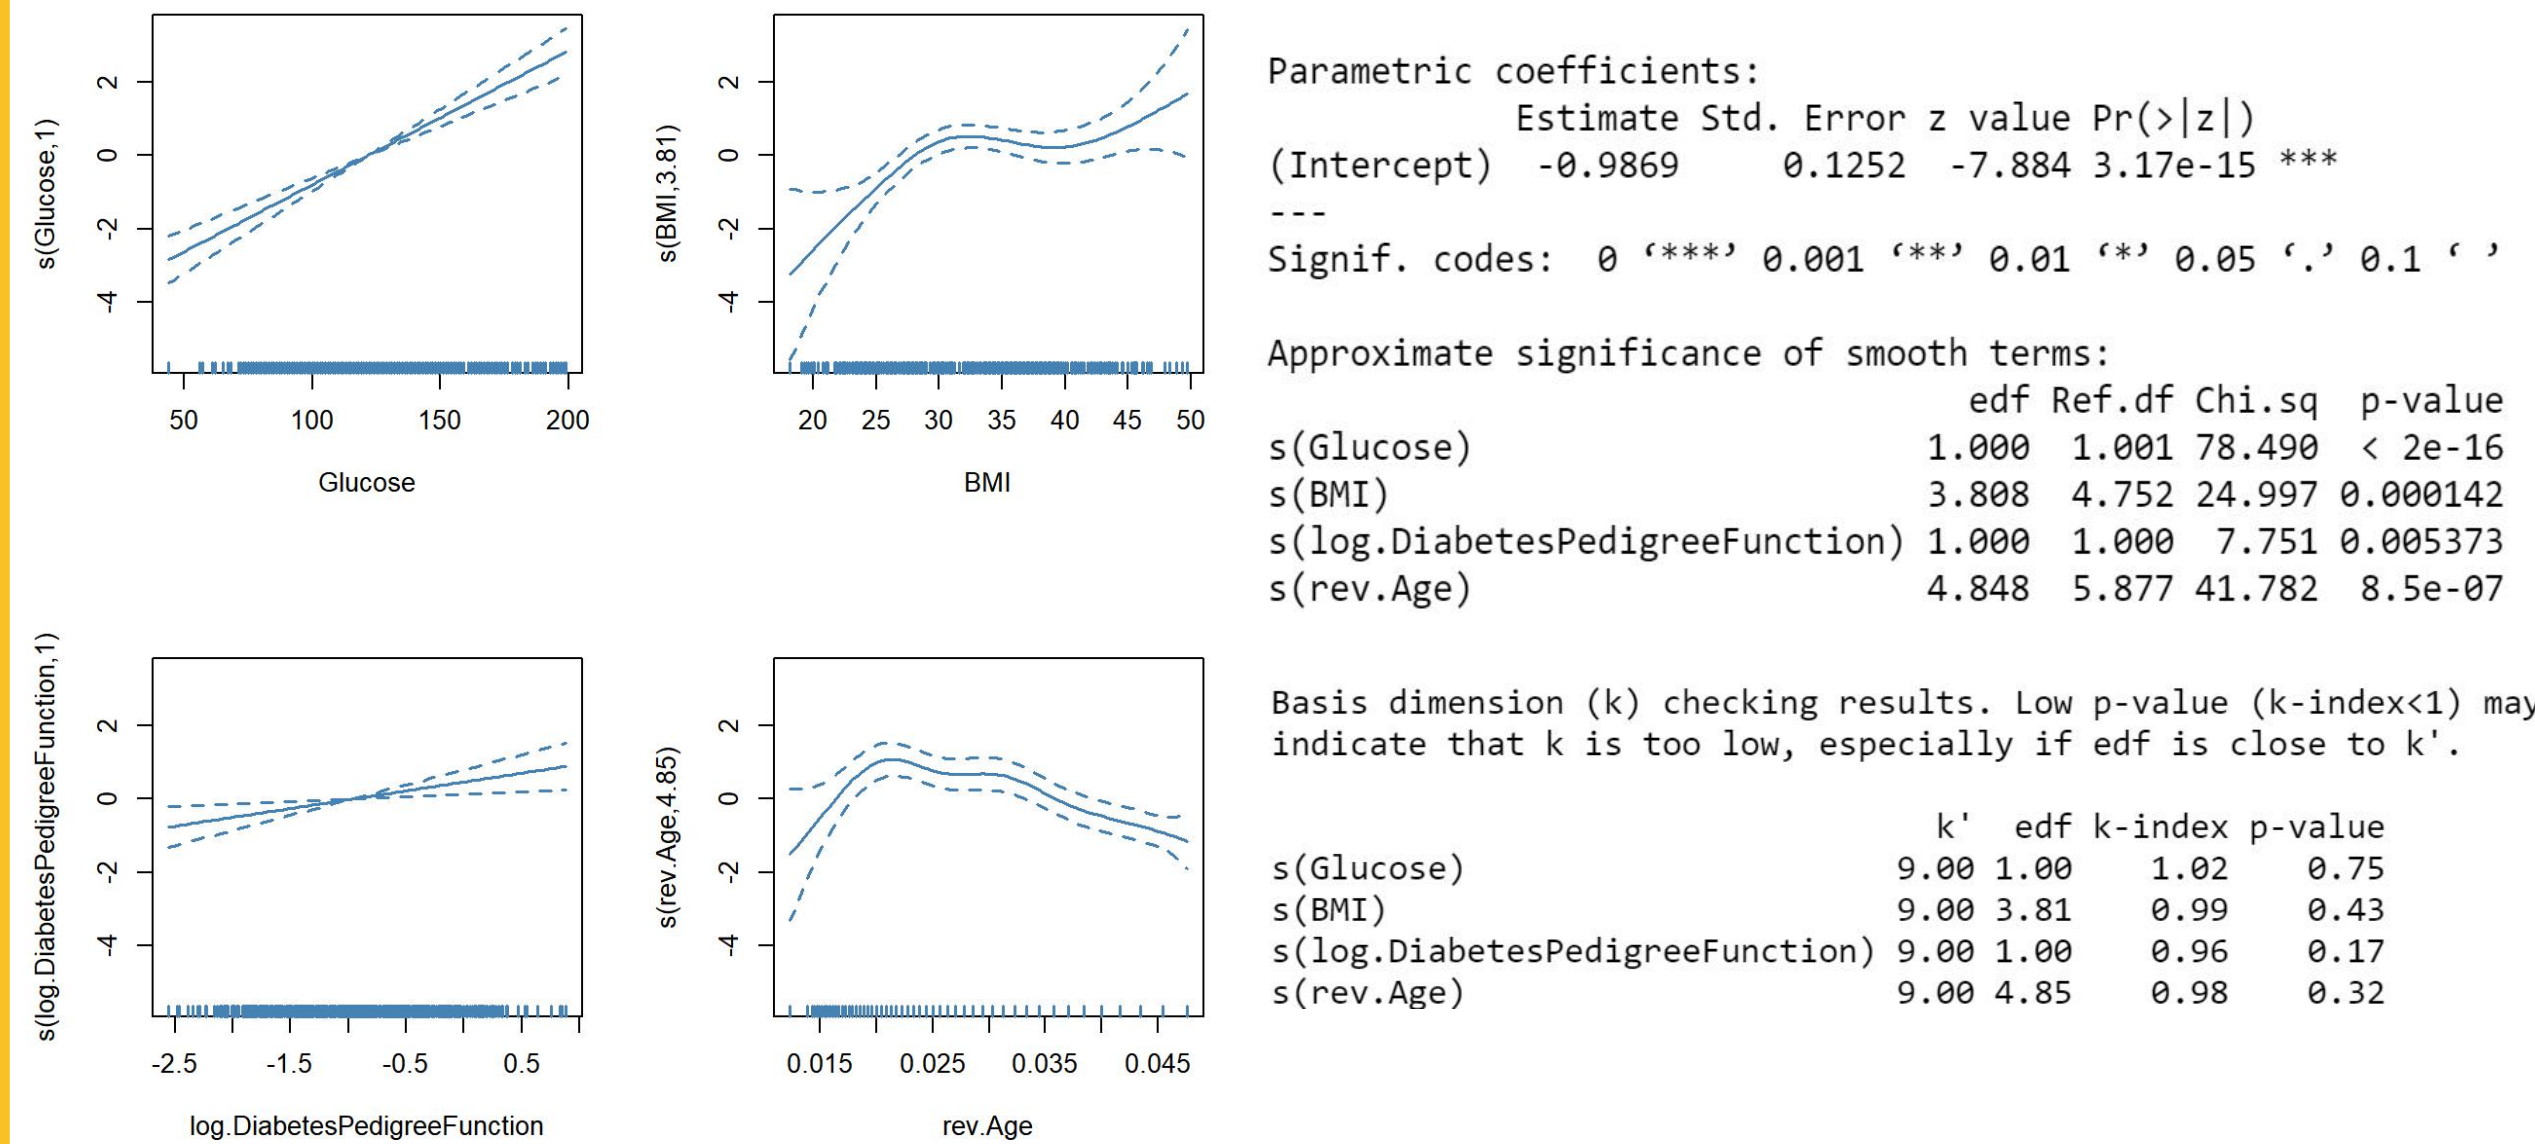 s(Glucose,1)
2
0
-2
-4
50 100 150 200
Glucose
s(BMI,3.81)
2
0
-2
-4
20 25 30 35 40 45 50
BMI
s(log.DiabetesPedigreeFunction,1)
2
0
-2
-4
-2.5 -1.5 -0.5 0.5
log.DiabetesPedigreeFunction
s(rev.Age,4.85)
2
0
-2
-4
0.015 0.025 0.035 0.045
rev.Age
Parametric coefficients:
Estimate Std. Error z value Pr(>|z|)
(Intercept) -0.9869 0.1252 -7.884 3.17e-15 ***
---
Signif. codes: 0 ‘***’ 0.001 ‘**’ 0.01 ‘*’ 0.05 ‘.’ 0.1 ‘ ’
Approximate significance of smooth terms:
edf Ref.df Chi.sq p-value
s(Glucose) 1.000 1.001 78.490 < 2e-16
s(BMI) 3.808 4.752 24.997 0.000142
s(log.DiabetesPedigreeFunction) 1.000 1.000 7.751 0.005373
s(rev.Age) 4.848 5.877 41.782 8.5e-07
Basis dimension (k) checking results. Low p-value (k-index<1) may
indicate that k is too low, especially if edf is close to k'.
k' edf k-index p-value
s(Glucose) 9.00 1.00 1.02 0.75
s(BMI) 9.00 3.81 0.99 0.43
s(log.DiabetesPedigreeFunction) 9.00 1.00 0.96 0.17
s(rev.Age) 9.00 4.85 0.98 0.32